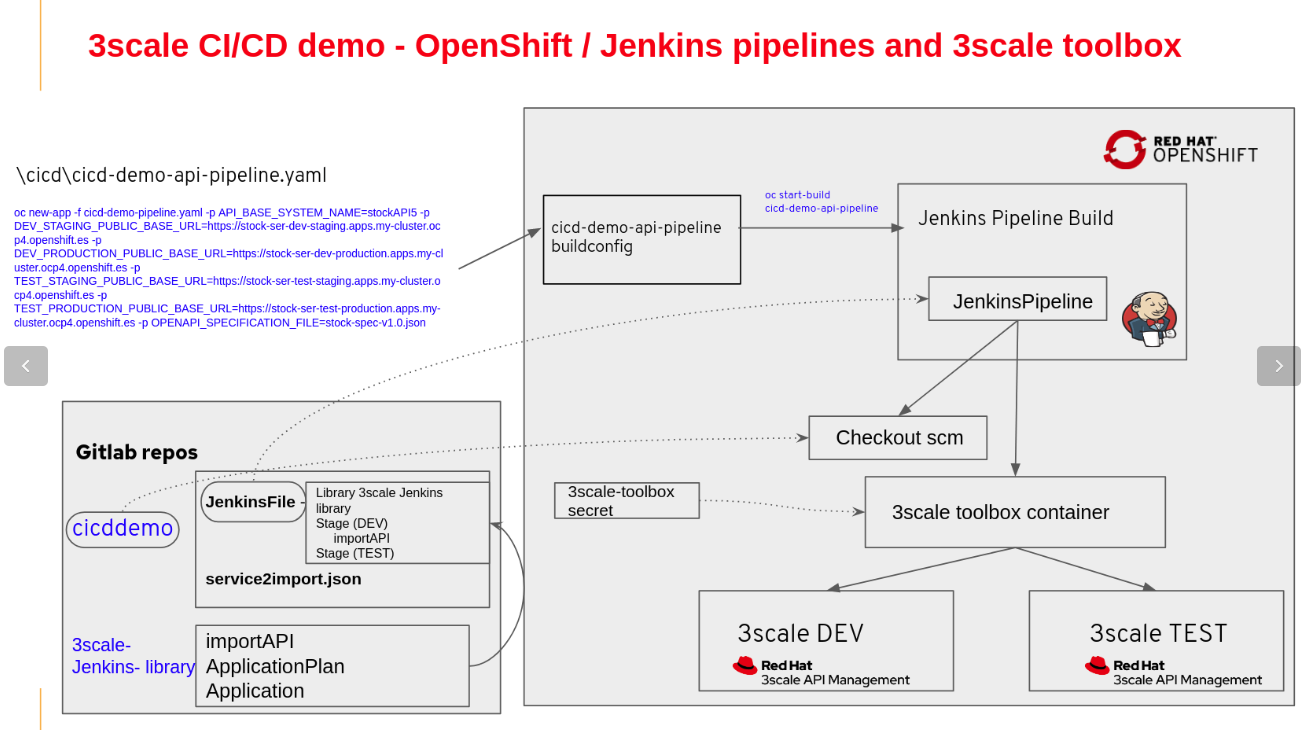 3scale CI/CD demo - OpenShift / Jenkins pipelines and 3scale toolbox
RED HAT
OPENSHIFT
\cicd\cicd-demo-api-pipeline.yaml
oc new-app -f cicd-demo-pipeline.yaml -p API_BASE_SYSTEM_NAME=stockAPI5 -p
DEV_STAGING_PUBLIC_BASE_URL=https://stock-ser-dev-staging.apps.my-cluster.oc
p4.openshift.es -p
DEV_PRODUCTION_PUBLIC_BASE_URL=https://stock-ser-dev-production.apps.my-cl
uster.ocp4.openshift.es -p
TEST_STAGING_PUBLIC_BASE_URL=https://stock-ser-test-staging.apps.my-cluster.o
cp4.openshift.es -p
TEST_PRODUCTION_PUBLIC_BASE_URL=https://stock-ser-test-production.apps.my-
cluster.ocp4.openshift.es -p OPENAPI_SPECIFICATION_FILE=stock-spec-v1.0.json
cicd-demo-api-pipeline
buildconfig
oc start-build
cicd-demo-api-pipeline
Jenkins Pipeline Build
JenkinsPipeline
Checkout scm
3scale-toolbox
secret
3scale toolbox container
3scale DEV
Red Hat
3scale API Management
3scale TEST
Red Hat
3scale API Management
Gitlab repos
cicddemo
JenkinsFile
Library 3scale Jenkins
library
Stage (DEV)
importAPI
Stage (TEST)
service2import.json
3scale-
Jenkins- library
importAPI
ApplicationPlan
Application